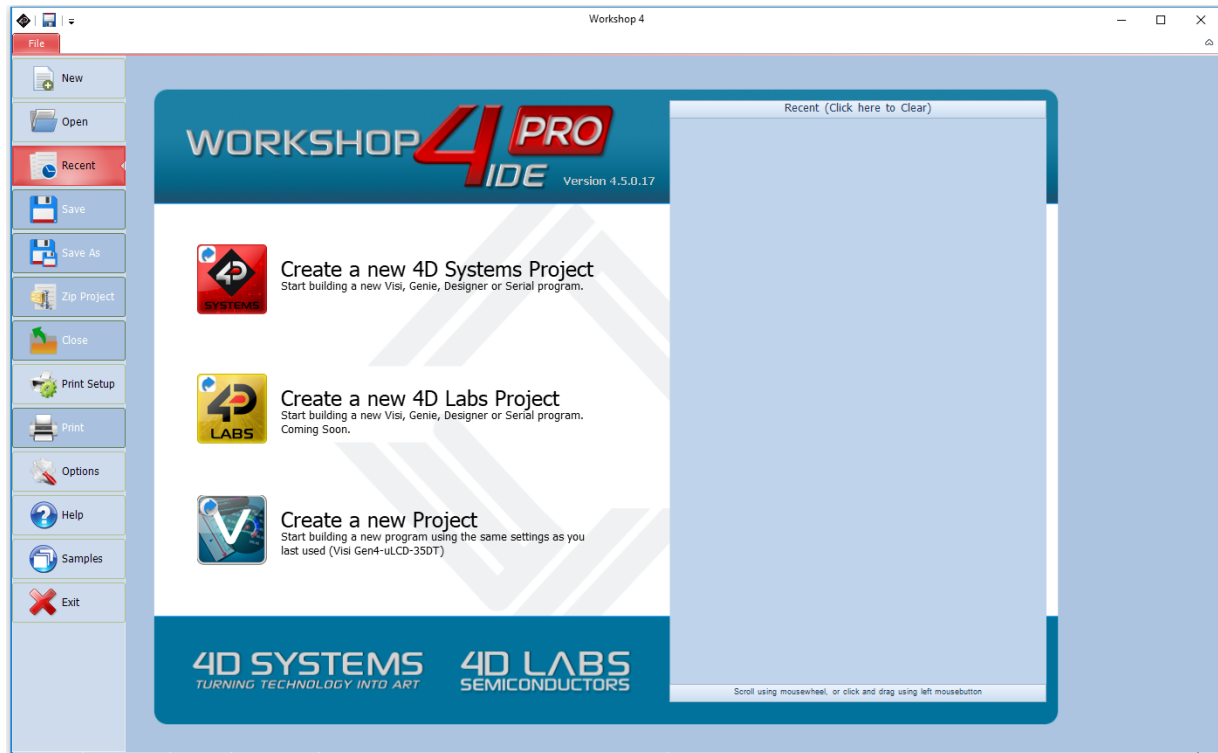 Workshop 4
File
New
Open
Recent
Save
Save As
Zip Project
Close
Print Setup
Print
Options
Help
Samples
Exit
WORKSHOP 4 PRO
IDE Version 4.5.0.17
4D
SYSTEMS
Create a new 4D Systems Project
Start building a new Visi, Genie, Designer or Serial program.
4D
LABS
Create a new 4D Labs Project
Start building a new Visi, Genie, Designer or Serial program.
Coming Soon.
V
Create a new Project
Start building a new program using the same settings as you
last used (Visi Gen4-uLCD-35DT)
4D SYSTEMS
TURNING TECHNOLOGY INTO ART
4D LABS
SEMICONDUCTORS
Recent (Click here to Clear)
Scroll using mousewheel, or click and drag using left mousebutton